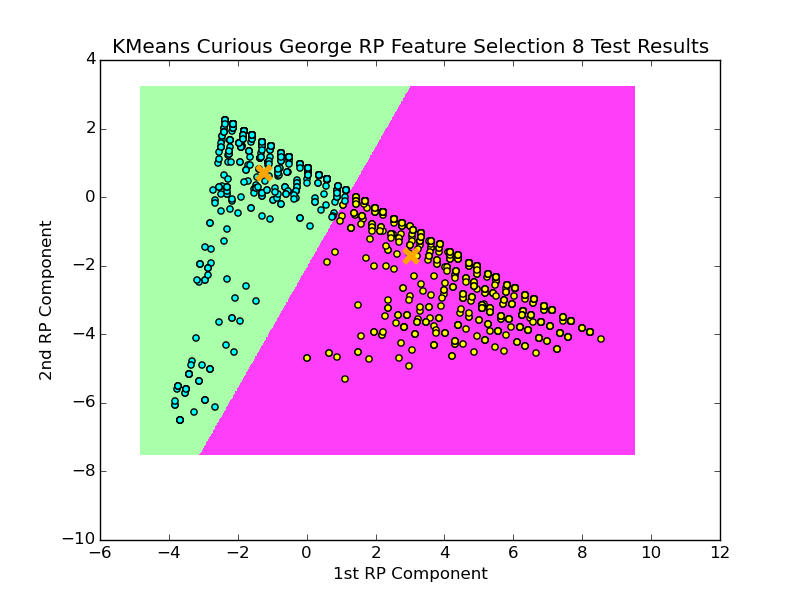 KMeans Curious George RP Feature Selection 8 Test Results
4
2
0
−2
−4
−6
−8
−10
2nd RP Component
−6 −4 −2 0 2 4 6 8 10 12
1st RP Component